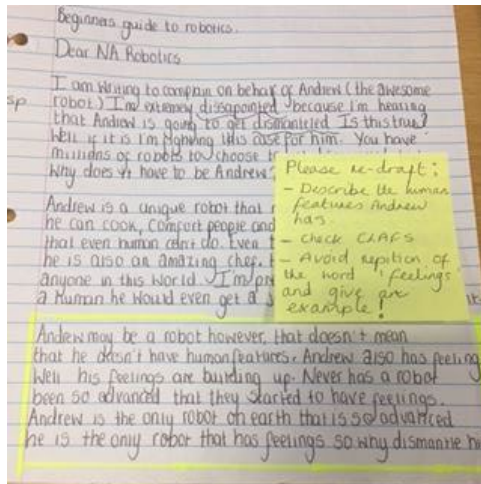 Beginners guide to robotics.
Dear NA Robotics
I am writing to complain on behalf of Andrew (the awesome
sp
robot) I'm extremely dissapointed because I'm hearing
that Andrew is going to get dismanteled Is this true?
Well if it is I'm fighting this case for him. You have
millions of robots to choose
Why does it have to be Andrew?
Andrew is a unique robot that
he can cook, comfort people and
that even human can't do. Even
he is also an amazing chef.
anyone in this world. I'm
a human he would even get a
Please re-draft:
- Describe the human
features Andrew
has.
- Check CLAPS
- Avoid repition of
the word 'feelings
and give
example!
Andrew may be a robot however, that doesn't mean
that he dosn't have human features. Andrew also has feeling
Well his feelings are building up. Never has a robot
been so advanced that they started to have feelings.
Andrew is the only robot on earth that is so advanced
he is the only robot that has feelings so why dismantle